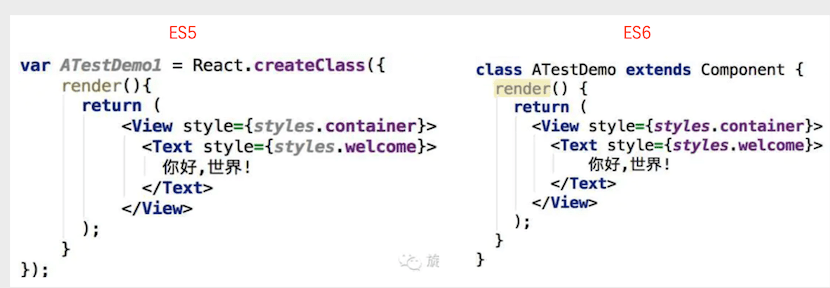 ES5
var ATestDemo1 = React.createClass({
render(){
return (
<View style={styles.container}>
<Text style={styles.welcome}>
你好,世界!
</Text>
</View>
);
}
});
ES6
class ATestDemo extends Component {
render() {
return (
<View style={styles.container}>
<Text style={styles.welcome}>
你好,世界!
</Text>
</View>
);
}
}